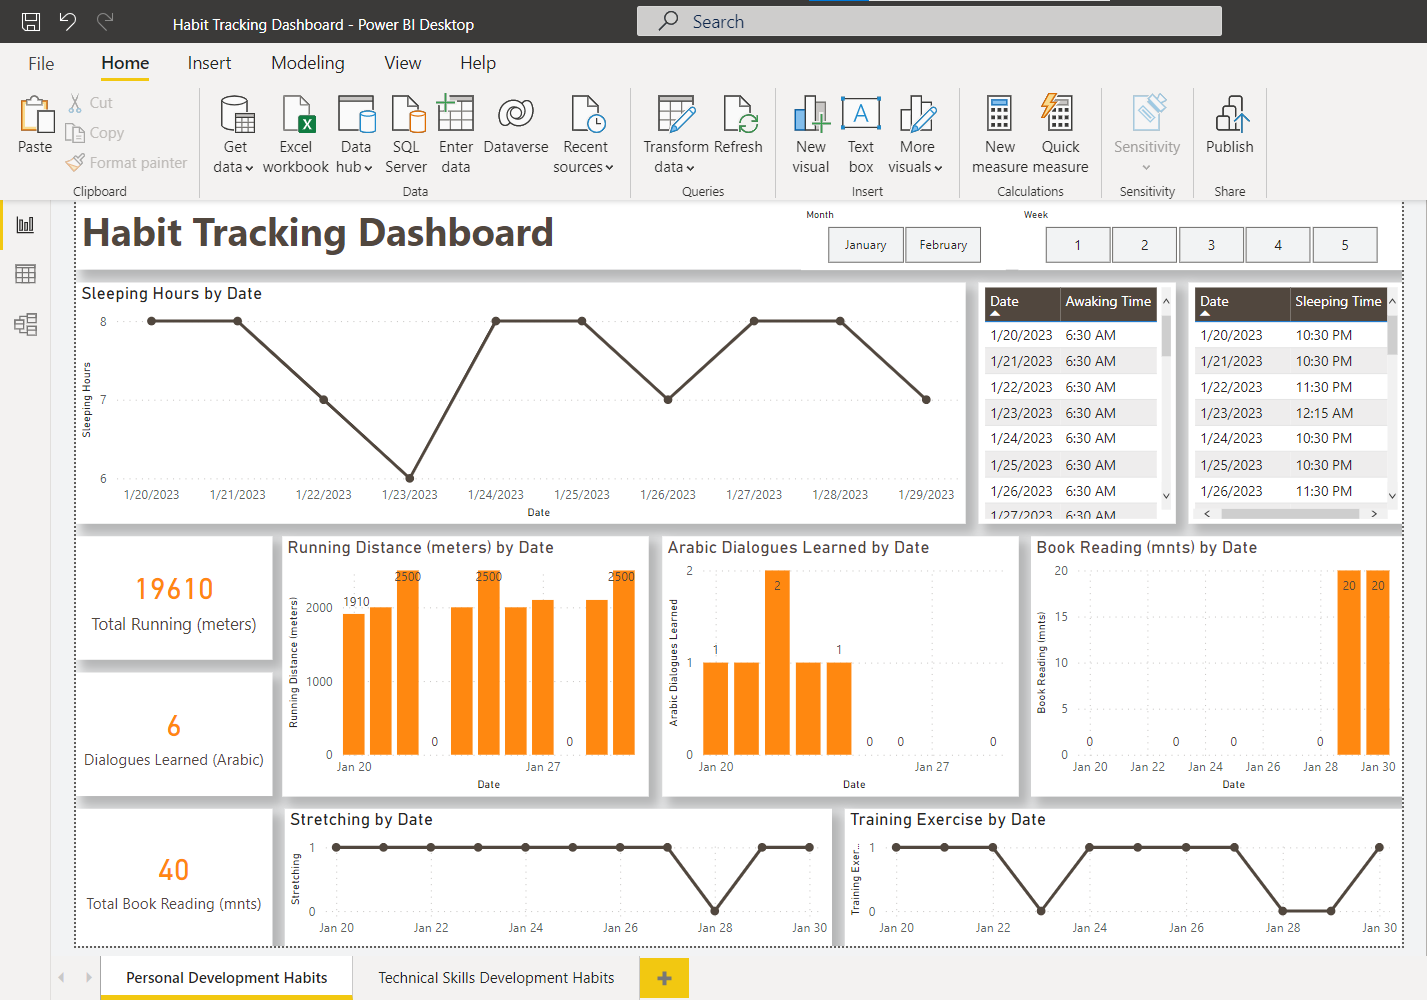 Habit Tracking Dashboard - Power BI Desktop
Search
File Home Insert Modeling View Help
Paste
Cut
Copy
Format painter
Clipboard
Get data
Excel workbook
Data hub
SQL Server
Enter data
Dataverse
Recent sources
Data
Transform data
Refresh
Queries
New visual
Text box
More visuals
Insert
New measure
Quick measure
Calculations
Sensitivity
Sensitivity
Publish
Share
Habit Tracking Dashboard
Month
January February
Week
1 2 3 4 5
Sleeping Hours by Date
Sleeping Hours
8
7
6
1/20/2023 1/21/2023 1/22/2023 1/23/2023 1/24/2023 1/25/2023 1/26/2023 1/27/2023 1/28/2023 1/29/2023
Date
Date Awaking Time
1/20/2023 6:30 AM
1/21/2023 6:30 AM
1/22/2023 6:30 AM
1/23/2023 6:30 AM
1/24/2023 6:30 AM
1/25/2023 6:30 AM
1/26/2023 6:30 AM
1/27/2023 6:30 AM
Date Sleeping Time
1/20/2023 10:30 PM
1/21/2023 10:30 PM
1/22/2023 11:30 PM
1/23/2023 12:15 AM
1/24/2023 10:30 PM
1/25/2023 10:30 PM
1/26/2023 11:30 PM
19610
Total Running (meters)
Running Distance (meters) by Date
Running Distance (meters)
2000
1000
0
1910 2500 0 2500 0 2500
Jan 20 Jan 27
Date
Arabic Dialogues Learned by Date
Arabic Dialogues Learned
2
1
0
1 2 1 0 0 0
Jan 20 Jan 27
Date
Book Reading (mnts) by Date
Book Reading (mnts)
20
15
10
5
0
0 0 0 0 20 20
Jan 20 Jan 22 Jan 24 Jan 26 Jan 28 Jan 30
Date
6
Dialogues Learned (Arabic)
40
Total Book Reading (mnts)
Stretching by Date
Stretching
1
0
Jan 20 Jan 22 Jan 24 Jan 26 Jan 28 Jan 30
Training Exercise by Date
Training Exer...
1
0
Jan 20 Jan 22 Jan 24 Jan 26 Jan 28 Jan 30
Personal Development Habits
Technical Skills Development Habits